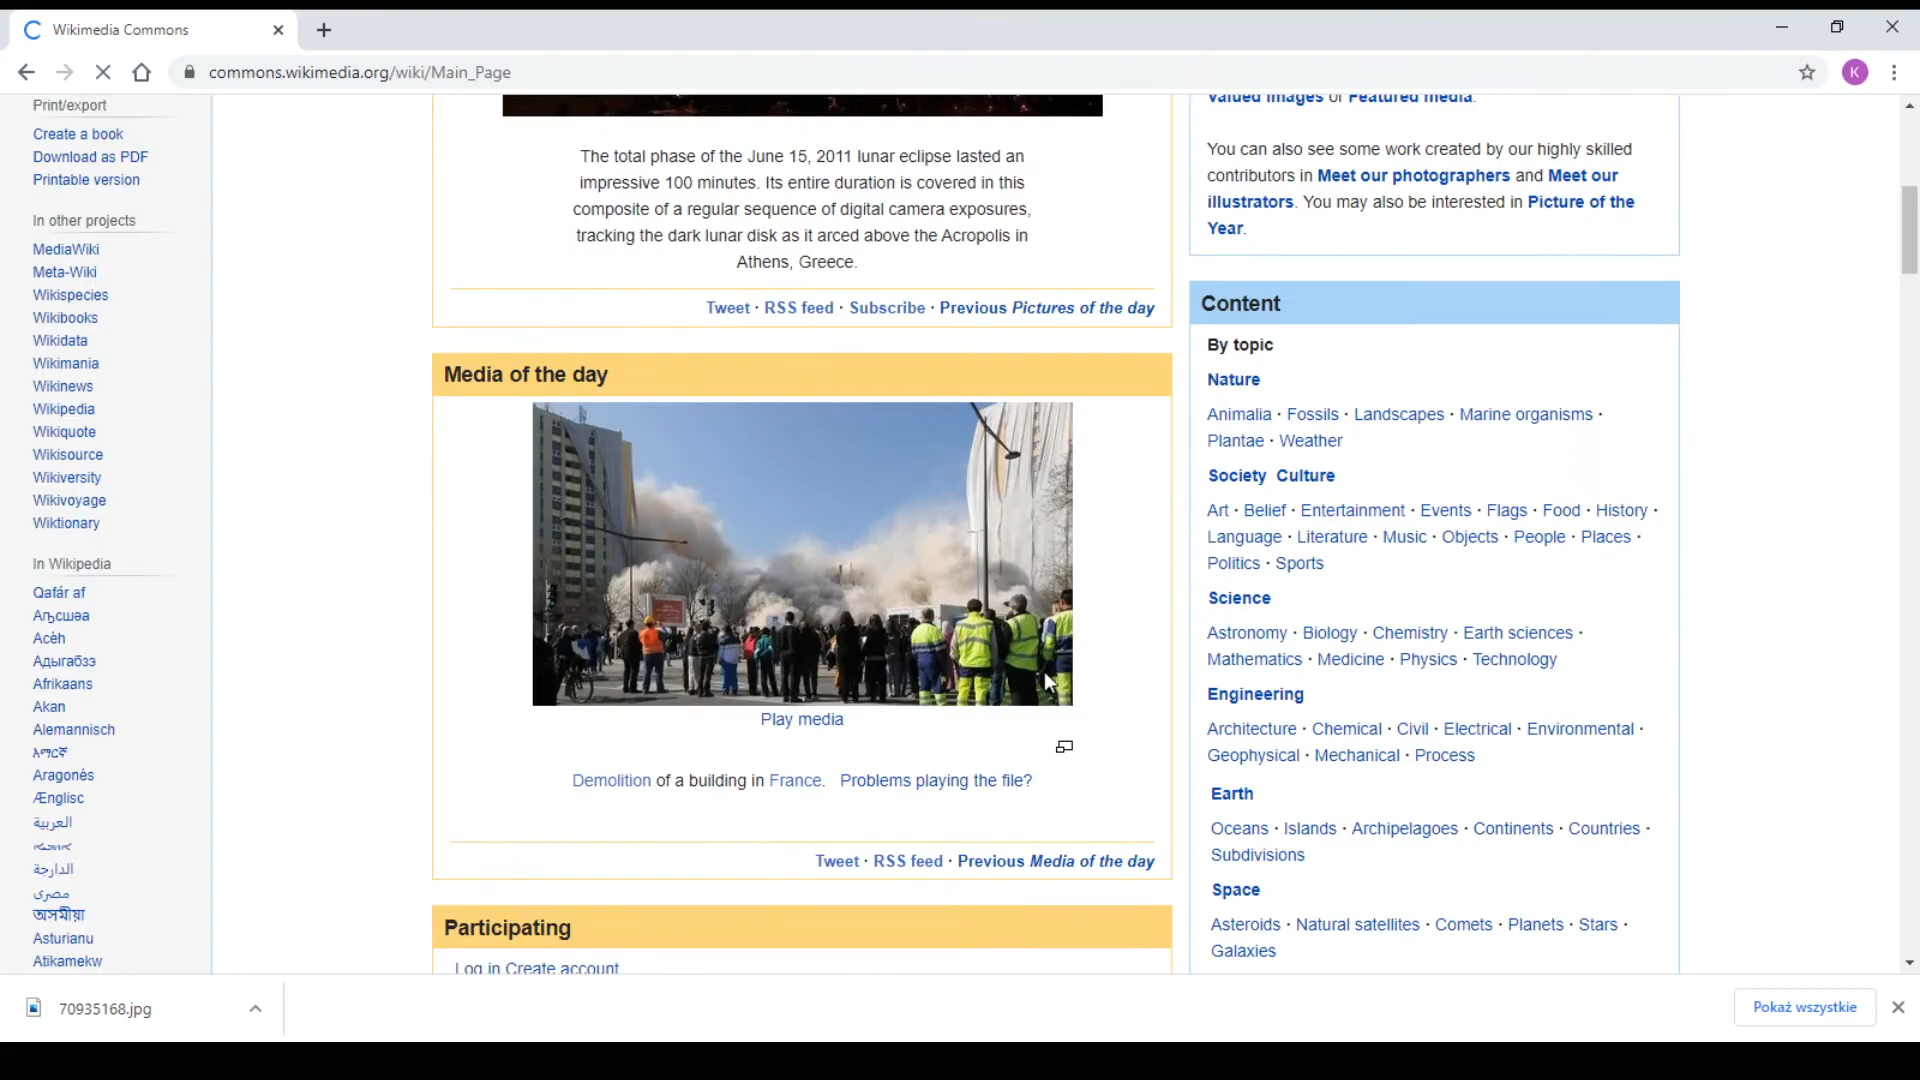 Wikimedia Commons
commons.wikimedia.org/wiki/Main_Page
K
Print/export
Create a book
Download as PDF
Printable version
In other projects
MediaWiki
Meta-Wiki
Wikispecies
Wikibooks
Wikidata
Wikimania
Wikinews
Wikipedia
Wikiquote
Wikisource
Wikiversity
Wikivoyage
Wiktionary
In Wikipedia
Qafár af
Аҧсшәа
Acèh
Адыгабзэ
Afrikaans
Akan
Alemannisch
አማርኛ
Aragonés
Ænglisc
العربية
الدارجة
مصرى
অসমীয়া
Asturianu
Atikamekw
The total phase of the June 15, 2011 lunar eclipse lasted an
impressive 100 minutes. Its entire duration is covered in this
composite of a regular sequence of digital camera exposures,
tracking the dark lunar disk as it arced above the Acropolis in
Athens, Greece.
Tweet · RSS feed · Subscribe · Previous Pictures of the day
Media of the day
Play media
Demolition of a building in France. Problems playing the file?
Tweet · RSS feed · Previous Media of the day
Participating
Log in Create account
Valued images or Featured media.
You can also see some work created by our highly skilled
contributors in Meet our photographers and Meet our
illustrators. You may also be interested in Picture of the
Year.
Content
By topic
Nature
Animalia · Fossils · Landscapes · Marine organisms ·
Plantae · Weather
Society Culture
Art · Belief · Entertainment · Events · Flags · Food · History ·
Language · Literature · Music · Objects · People · Places ·
Politics · Sports
Science
Astronomy · Biology · Chemistry · Earth sciences ·
Mathematics · Medicine · Physics · Technology
Engineering
Architecture · Chemical · Civil · Electrical · Environmental ·
Geophysical · Mechanical · Process
Earth
Oceans · Islands · Archipelagoes · Continents · Countries ·
Subdivisions
Space
Asteroids · Natural satellites · Comets · Planets · Stars ·
Galaxies
70935168.jpg
Pokaż wszystkie